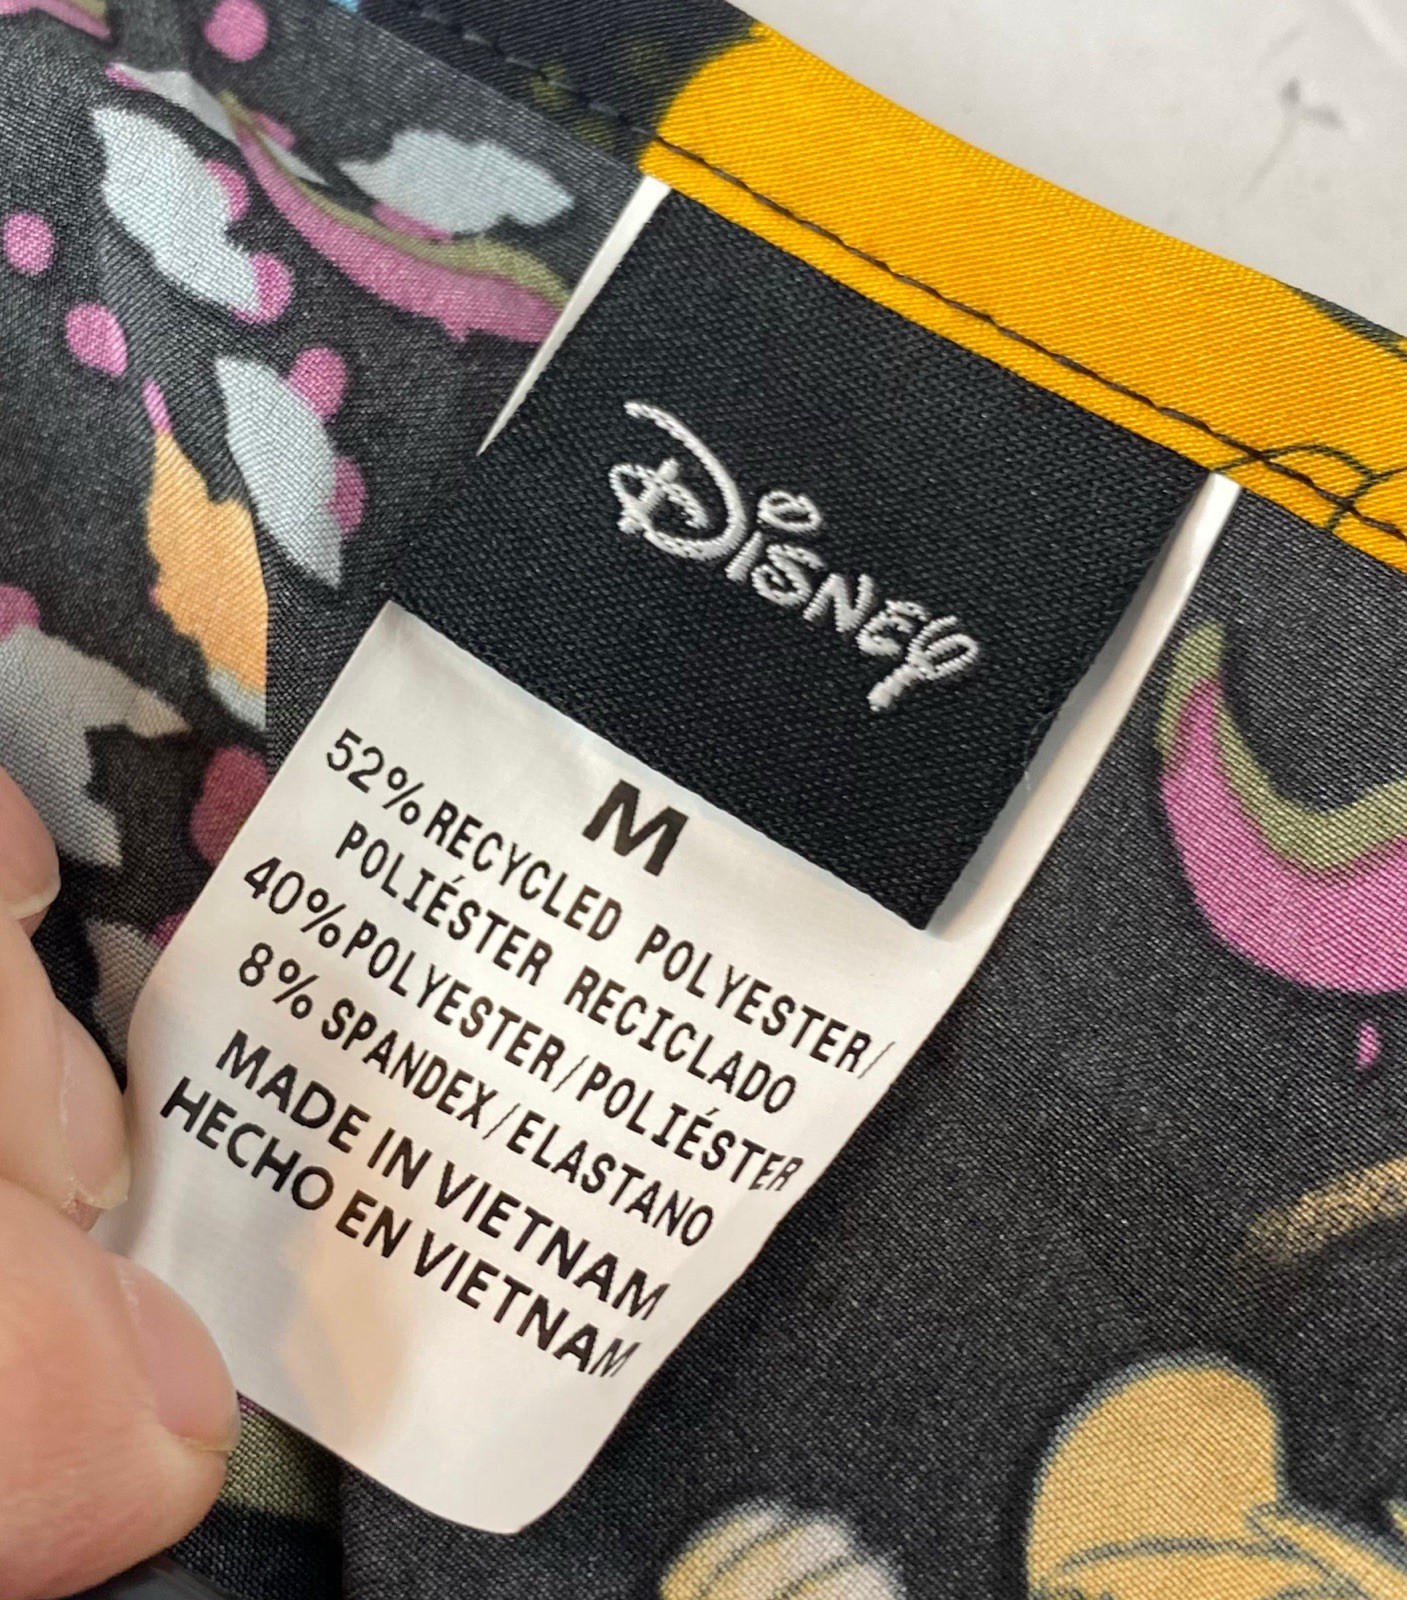 Disney
M
52% RECYCLED POLYESTER/
POLIÉSTER RECICLADO
40% POLYESTER/POLIÉSTER
8% SPANDEX/ELASTANO
MADE IN VIETNAM
HECHO EN VIETNAM